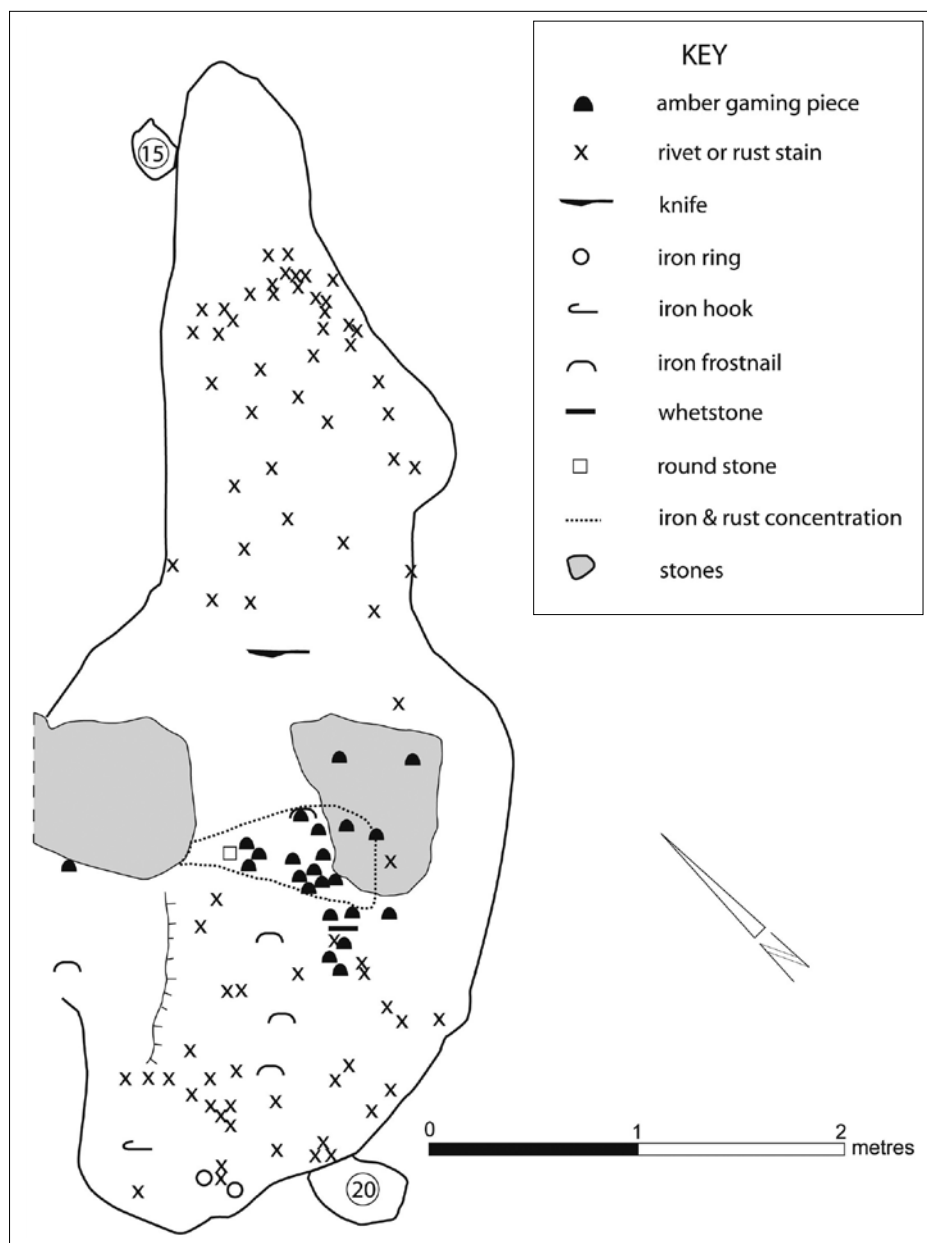 KEY
amber gaming piece
x rivet or rust stain
knife
iron ring
iron hook
iron frostnail
whetstone
round stone
iron & rust concentration
stones
15
0 1 2
metres
20